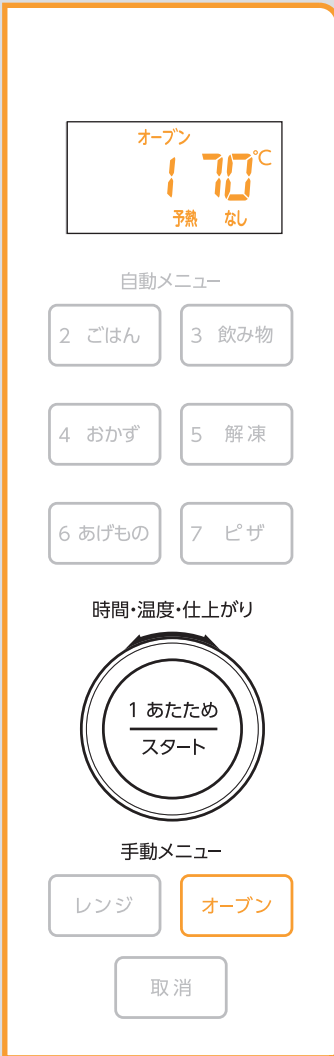 オーブン
170℃
予熱 なし
自動メニュー
2 ごはん
3 飲み物
4 おかず
5 解凍
6 あげもの
7 ピザ
時間・温度・仕上がり
1 あたため
スタート
手動メニュー
レンジ
オーブン
取消